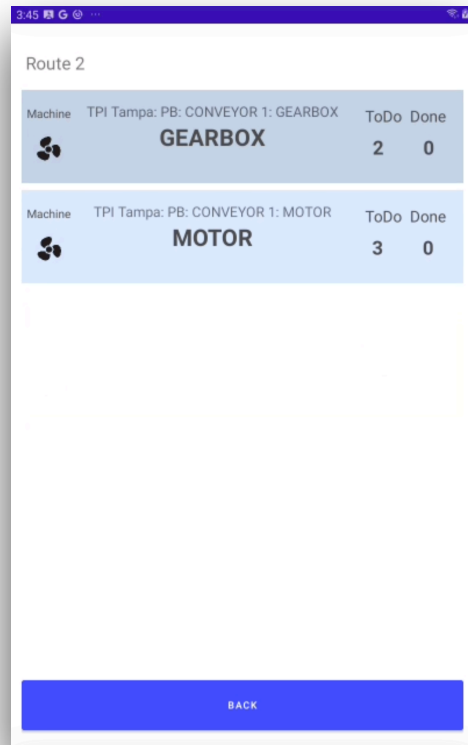 3:45 G ...
Route 2
Machine TPI Tampa: PB: CONVEYOR 1: GEARBOX ToDo Done
GEARBOX 2 0
Machine TPI Tampa: PB: CONVEYOR 1: MOTOR ToDo Done
MOTOR 3 0
BACK